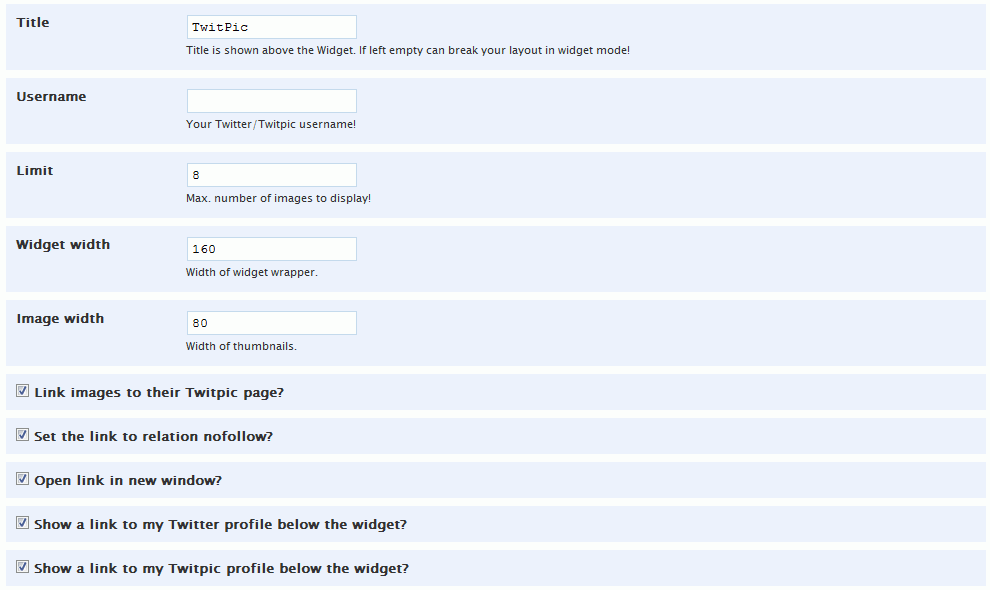 Title
TwitPic
Title is shown above the Widget. If left empty can break your layout in widget mode!
Username
Your Twitter/Twitpic username!
Limit
8
Max. number of images to display!
Widget width
160
Width of widget wrapper.
Image width
80
Width of thumbnails.
Link images to their Twitpic page?
Set the link to relation nofollow?
Open link in new window?
Show a link to my Twitter profile below the widget?
Show a link to my Twitpic profile below the widget?